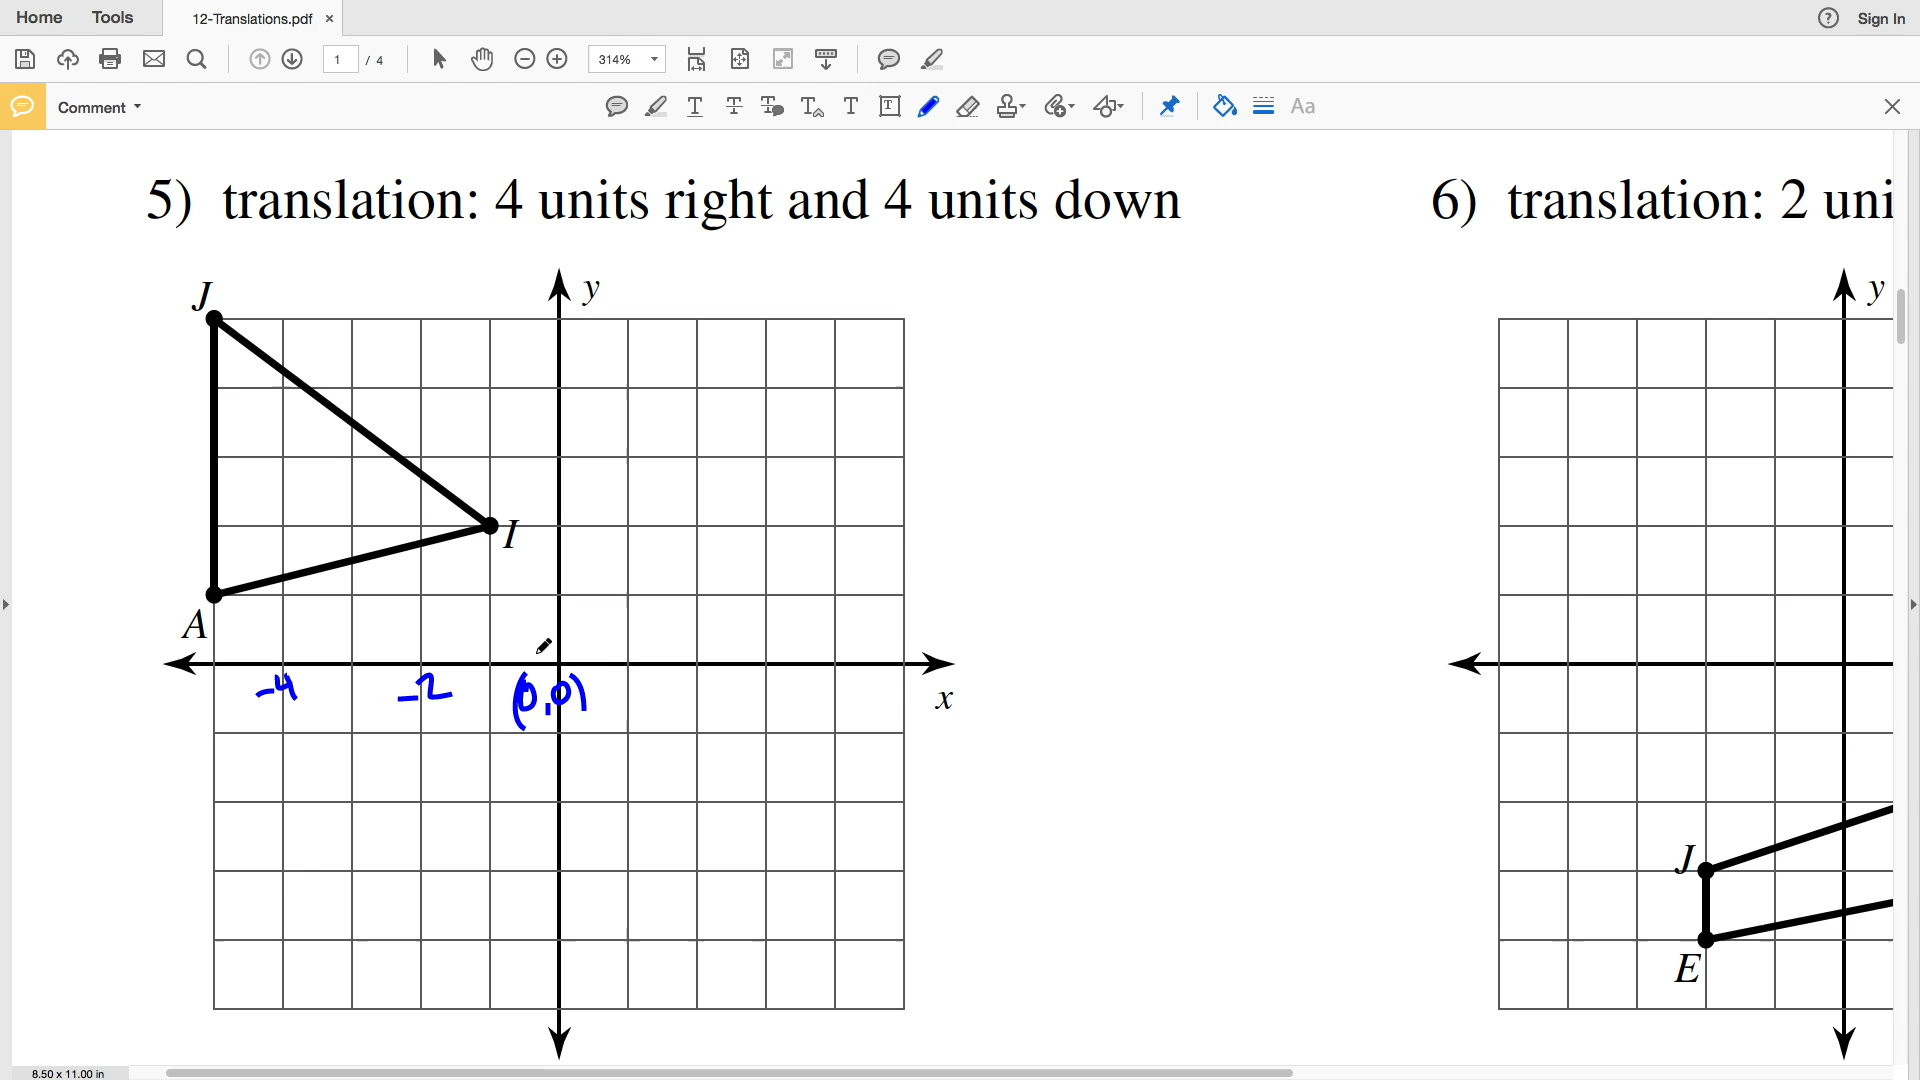 Home Tools 12-Translations.pdf × ? Sign In
1 / 4 314%
Comment Aa
5) translation: 4 units right and 4 units down
6) translation: 2 uni
y
y
J
I
A
x
-4 -2 (0,0)
J
E
8.50 x 11.00 in